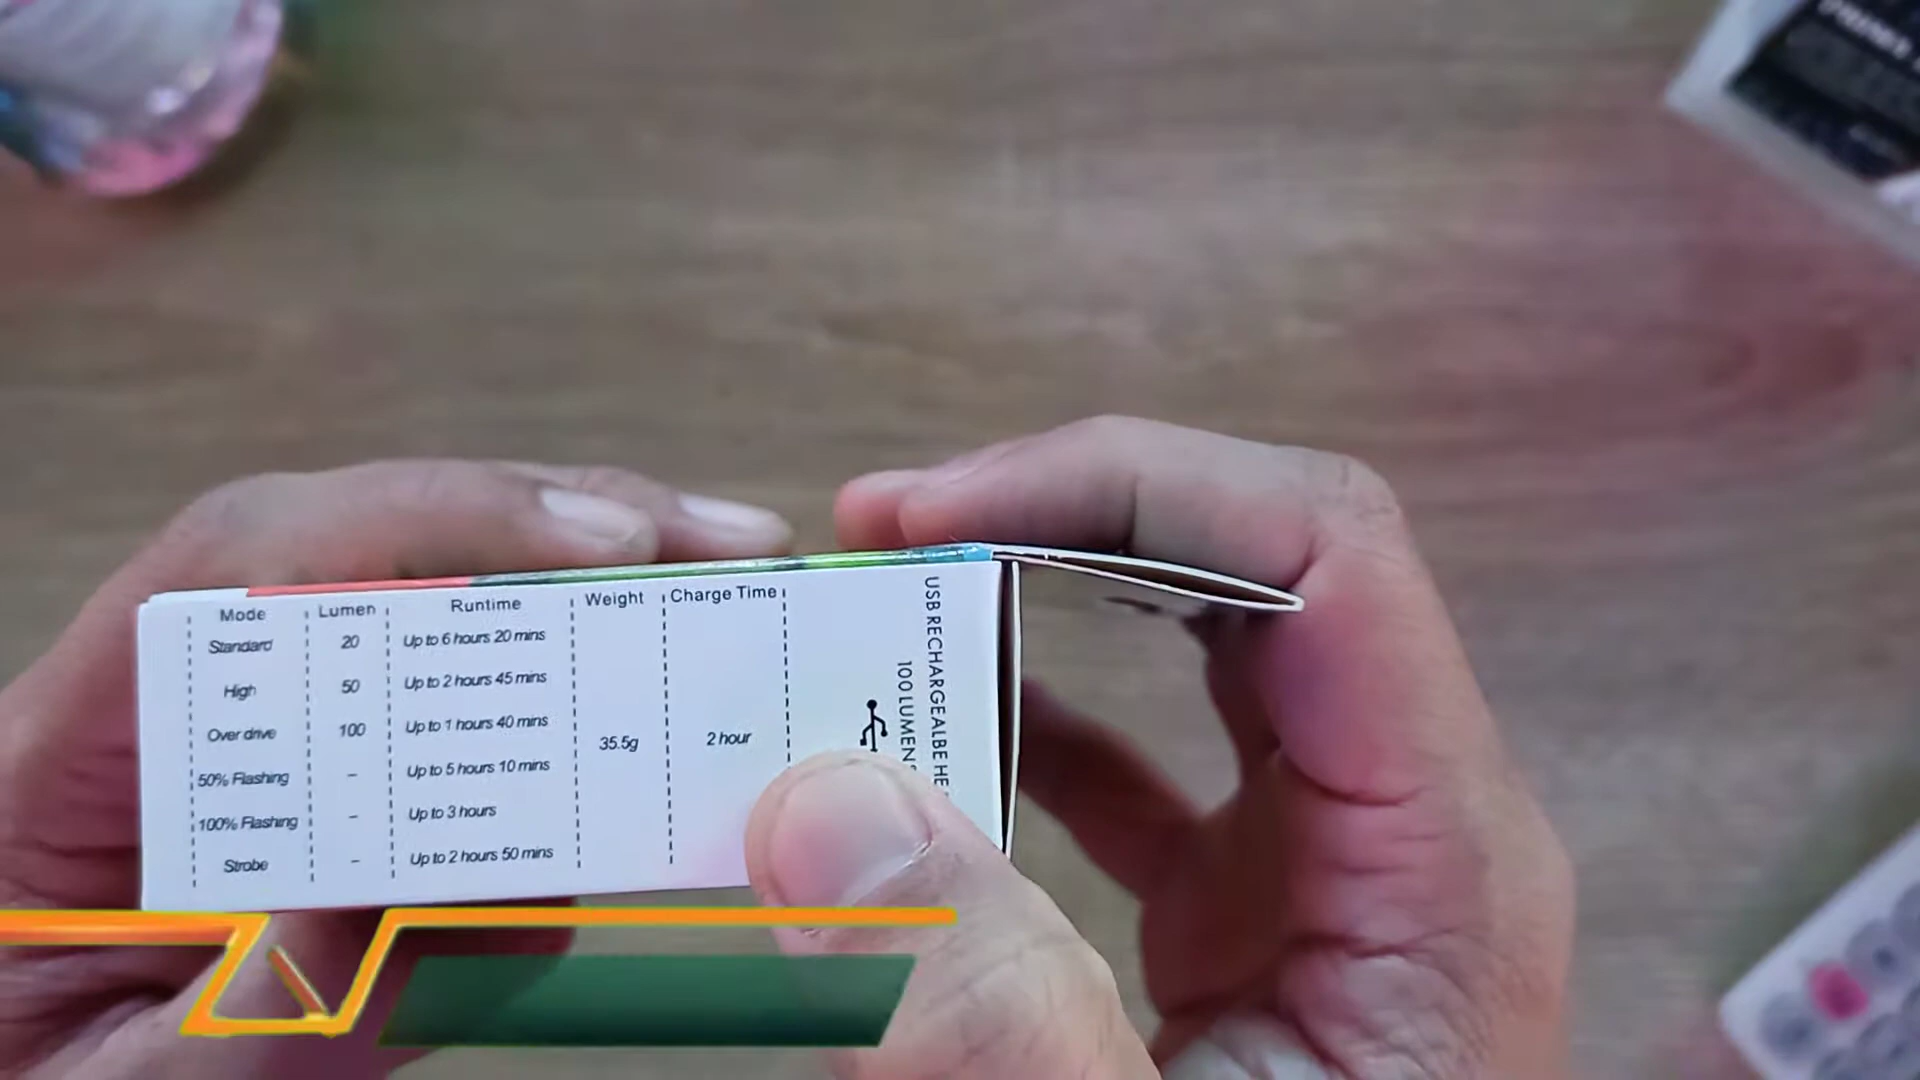 Mode Lumen Runtime Weight Charge Time
Standard 20 Up to 6 hours 20 mins
High 50 Up to 2 hours 45 mins
Over drive 100 Up to 1 hours 40 mins
35.5g 2 hour
50% Flashing – Up to 5 hours 10 mins
100% Flashing – Up to 3 hours
Strobe – Up to 2 hours 50 mins
USB RECHARGEALBE HE
100 LUMENS